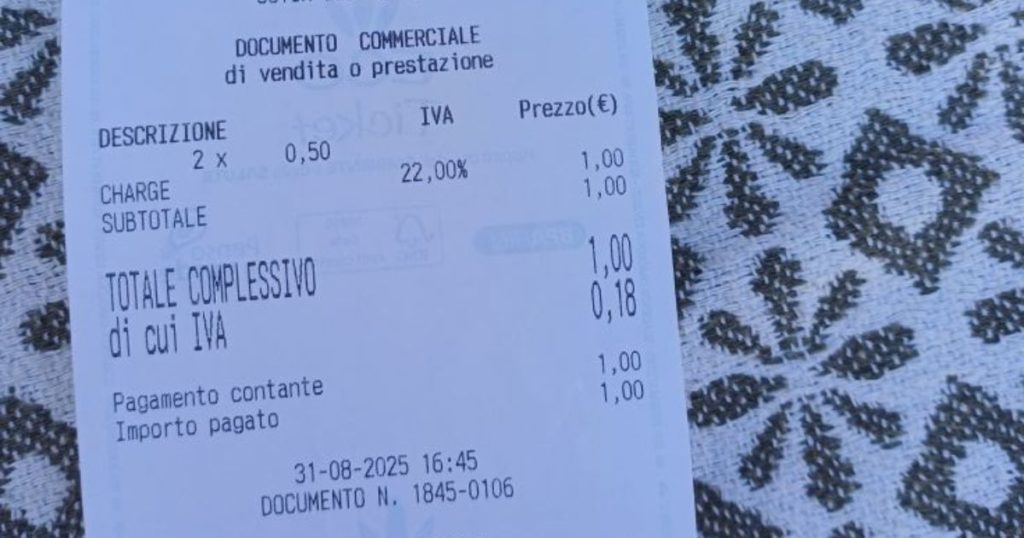 DOCUMENTO COMMERCIALE
di vendita o prestazione
DESCRIZIONE IVA Prezzo(€)
2 x 0,50
CHARGE 22,00% 1,00
SUBTOTALE 1,00
TOTALE COMPLESSIVO 1,00
di cui IVA 0,18
Pagamento contante 1,00
Importo pagato 1,00
31-08-2025 16:45
DOCUMENTO N. 1845-0106